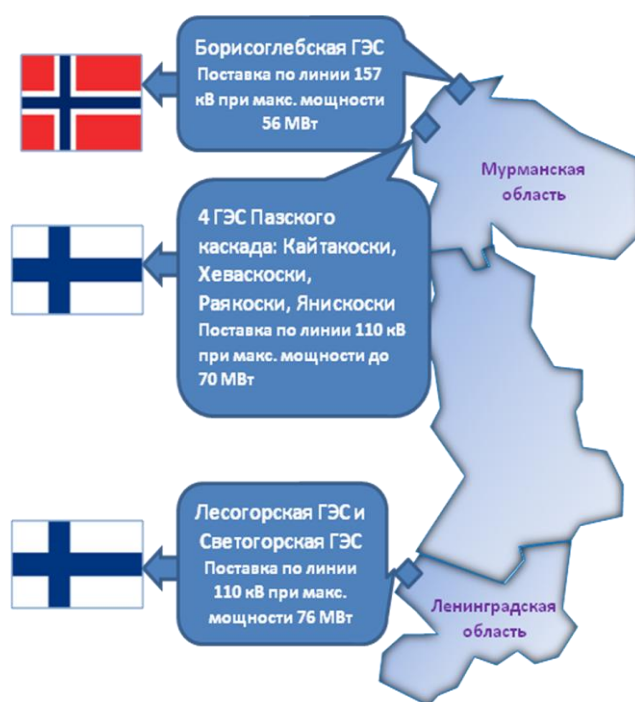 Борисоглебская ГЭС
Поставка по линии 157
кВ при макс. мощности
56 МВт
Мурманская
область
4 ГЭС Пазского
каскада: Кайтакоски,
Хеваскоски,
Раякоски, Янискоски
Поставка по линии 110 кВ
при макс. мощности до
70 МВт
Лесогорская ГЭС и
Светогорская ГЭС
Поставка по линии
110 кВ при макс.
мощности 76 МВт
Ленинградская
область